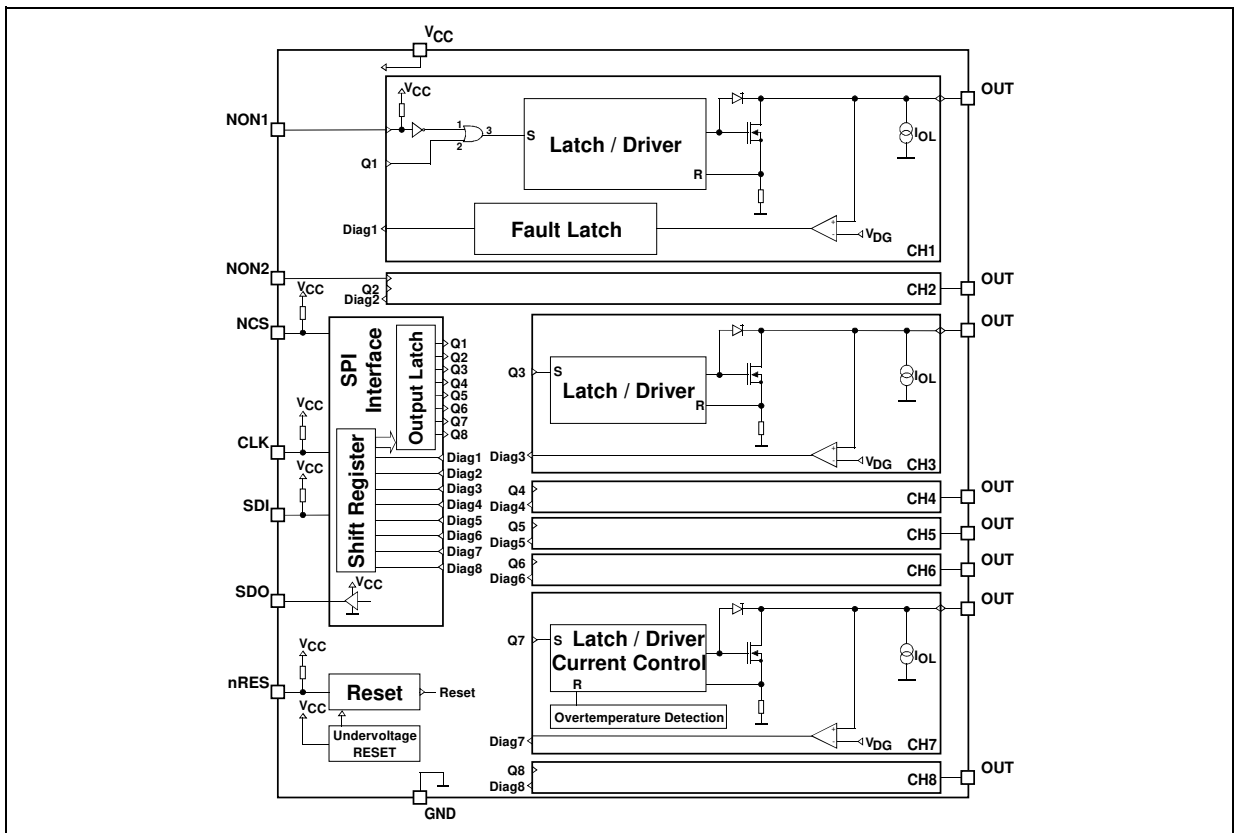 VCC
OUT
VCC
NON1
1
2
3
S
Latch / Driver
R
IOL
Q1
Diag1
Fault Latch
+
-
VDG
CH1
NON2
Q2
Diag2
CH2
OUT
VCC
NCS
SPI Interface
Output Latch
Q1
Q2
Q3
Q4
Q5
Q6
Q7
Q8
OUT
Q3
S
Latch / Driver
R
IOL
Diag3
+
-
VDG
CH3
VCC
CLK
VCC
SDI
Shift Register
Diag1
Diag2
Diag3
Diag4
Diag5
Diag6
Diag7
Diag8
Q4
Diag4
CH4
OUT
Q5
Diag5
CH5
OUT
Q6
Diag6
CH6
OUT
SDO
VCC
OUT
Q7
S
Latch / Driver
Current Control
R
Overtemperature Detection
IOL
Diag7
+
-
VDG
CH7
VCC
nRES
Reset
Reset
VCC
Undervoltage
RESET
Q8
Diag8
CH8
OUT
GND